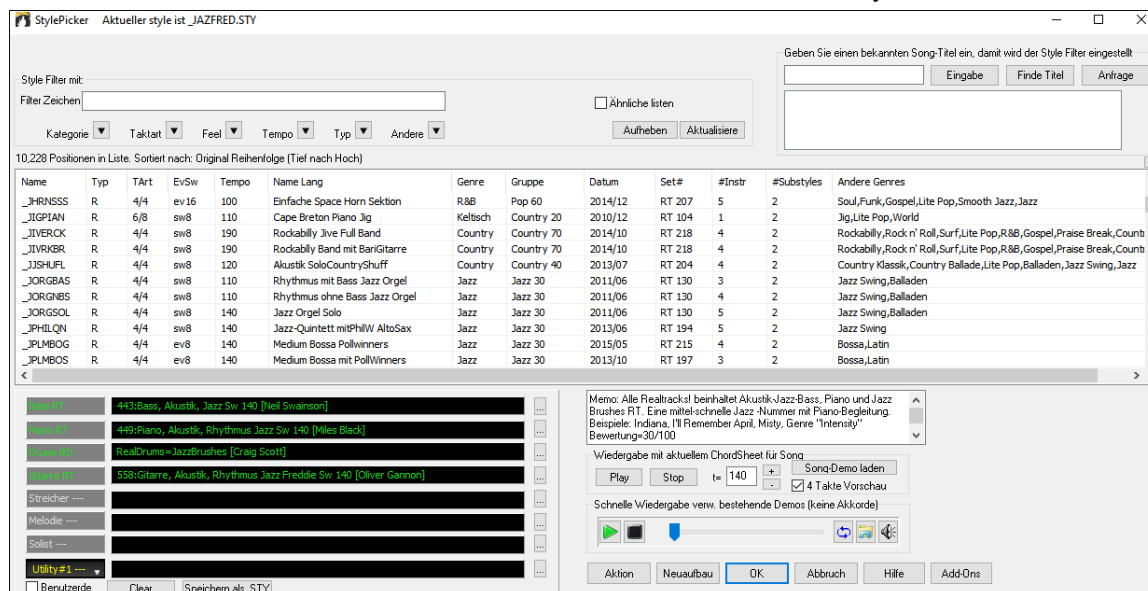 StylePicker Aktueller style ist _JAZFRED.STY
Geben Sie einen bekannten Song-Titel ein, damit wird der Style Filter eingestellt
Eingabe Finde Titel Anfrage
Style Filter mit:
Filter Zeichen
Ähnliche listen
Kategorie Taktart Feel Tempo Typ Andere Aufheben Aktualisiere
10,228 Positionen in Liste. Sortiert nach: Original Reihenfolge (Tief nach Hoch)
Name Typ TArt EvSw Tempo Name Lang Genre Gruppe Datum Set# #Instr #Substyles Andere Genres
_JHRNSSS R 4/4 ev16 100 Einfache Space Horn Sektion R&B Pop 60 2014/12 RT 207 5 2 Soul,Funk,Gospel,Lite Pop,Smooth Jazz,Jazz
_JIGPIAN R 6/8 sw8 110 Cape Breton Piano Jig Keltisch Country 20 2010/12 RT 104 1 2 Jig,Lite Pop,World
_JIVERCK R 4/4 sw8 190 Rockabilly Jive Full Band Country Country 70 2014/10 RT 218 4 2 Rockabilly,Rock n' Roll,Surf,Lite Pop,R&B,Gospel,Praise Break,Count
_JIVRKBR R 4/4 sw8 190 Rockablly Band mit BariGitarre Country Country 70 2014/10 RT 218 4 2 Rockabilly,Rock n' Roll,Surf,Lite Pop,R&B,Gospel,Praise Break,Count
_JJSHUFL R 4/4 sw8 120 Akustik SoloCountryShuff Country Country 40 2013/07 RT 204 4 2 Country Klassik,Country Ballade,Lite Pop,Balladen,Jazz Swing,Jazz
_JORGBAS R 4/4 sw8 110 Rhythmus mit Bass Jazz Orgel Jazz Jazz 30 2011/06 RT 130 3 2 Jazz Swing,Balladen
_JORGNBS R 4/4 sw8 110 Rhythmus ohne Bass Jazz Orgel Jazz Jazz 30 2011/06 RT 130 4 2 Jazz Swing,Balladen
_JORGSOL R 4/4 sw8 140 Jazz Orgel Solo Jazz Jazz 30 2011/06 RT 130 5 2 Jazz Swing,Balladen
_JPHILQN R 4/4 sw8 140 Jazz-Quintett mitPhilW AltoSax Jazz Jazz 30 2013/06 RT 194 5 2 Jazz Swing
_JPLMBOG R 4/4 ev8 140 Medium Bossa Pollwinners Jazz Jazz 30 2015/05 RT 215 4 2 Bossa,Latin
_JPLMBOS R 4/4 ev8 140 Medium Bossa mit PollWinners Jazz Jazz 30 2013/10 RT 197 3 2 Bossa,Latin
Bass RT 443:Bass, Akustik, Jazz Sw 140 [Neil Swainson] ...
Piano RT 449:Piano, Akustik, Rhythmus Jazz Sw 140 [Miles Black] ...
Drums RD RealDrums=JazzBrushes [Craig Scott] ...
Gitarre RT 558:Gitarre, Akustik, Rhythmus Jazz Freddie Sw 140 [Oliver Gannon] ...
Streicher --- ...
Melodie --- ...
Solist --- ...
Utility#1 --- ...
Benutzerde Clear Speichern als .STY
Memo: Alle Realtracks! beinhaltet Akustik-Jazz-Bass, Piano und Jazz
Brushes RT. Eine mittel-schnelle Jazz -Nummer mit Piano-Begleitung.
Beispiele: Indiana, I'll Remember April, Misty, Genre "Intensity"
Bewertung=30/100
Wiedergabe mit aktuellem ChordSheet für Song
Play Stop t= 140 + - Song-Demo laden
4 Takte Vorschau
Schnelle Wiedergabe verw. bestehende Demos (keine Akkorde)
Aktion Neuaufbau OK Abbruch Hilfe Add-Ons